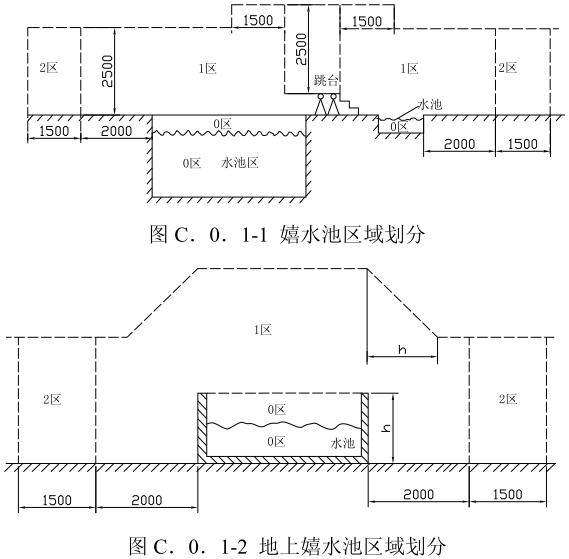 1500 2500 1500
2区 2500 1区 跳台 1区 2区
水池
0区 0区
1500 2000 2000 1500
0区 水池区
图 C．0．1-1 嬉水池区域划分
1区
h
2区 0区 2区
0区 水池 h
1500 2000 2000 1500
图 C．0．1-2 地上嬉水池区域划分